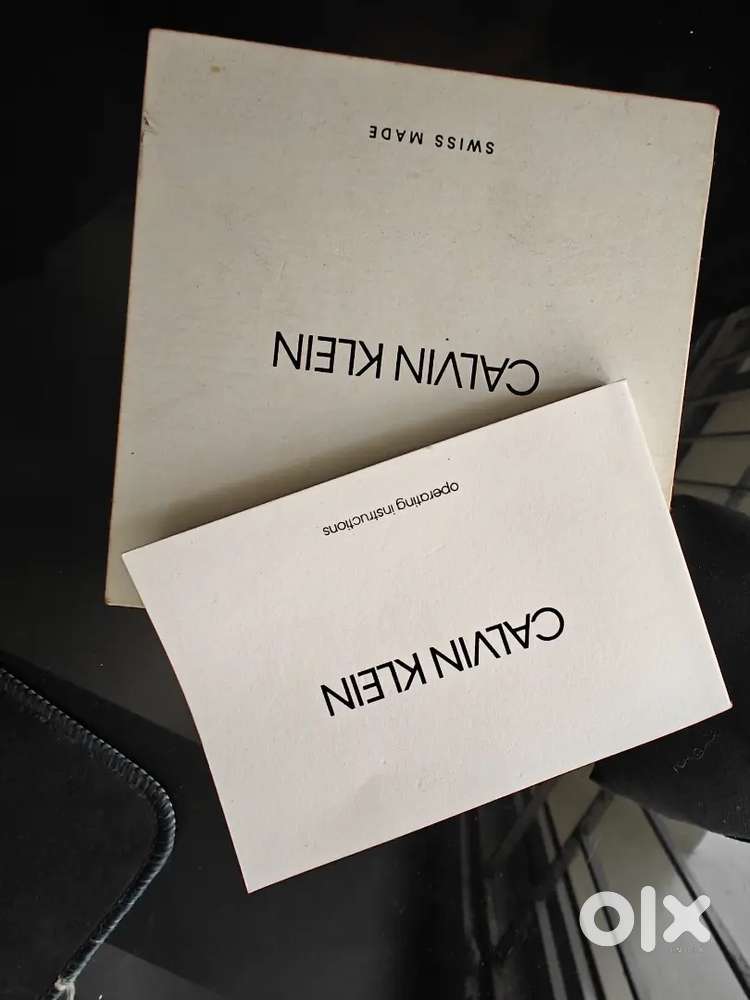 SWISS MADE
CALVIN KLEIN
operating instructions
CALVIN KLEIN
olx